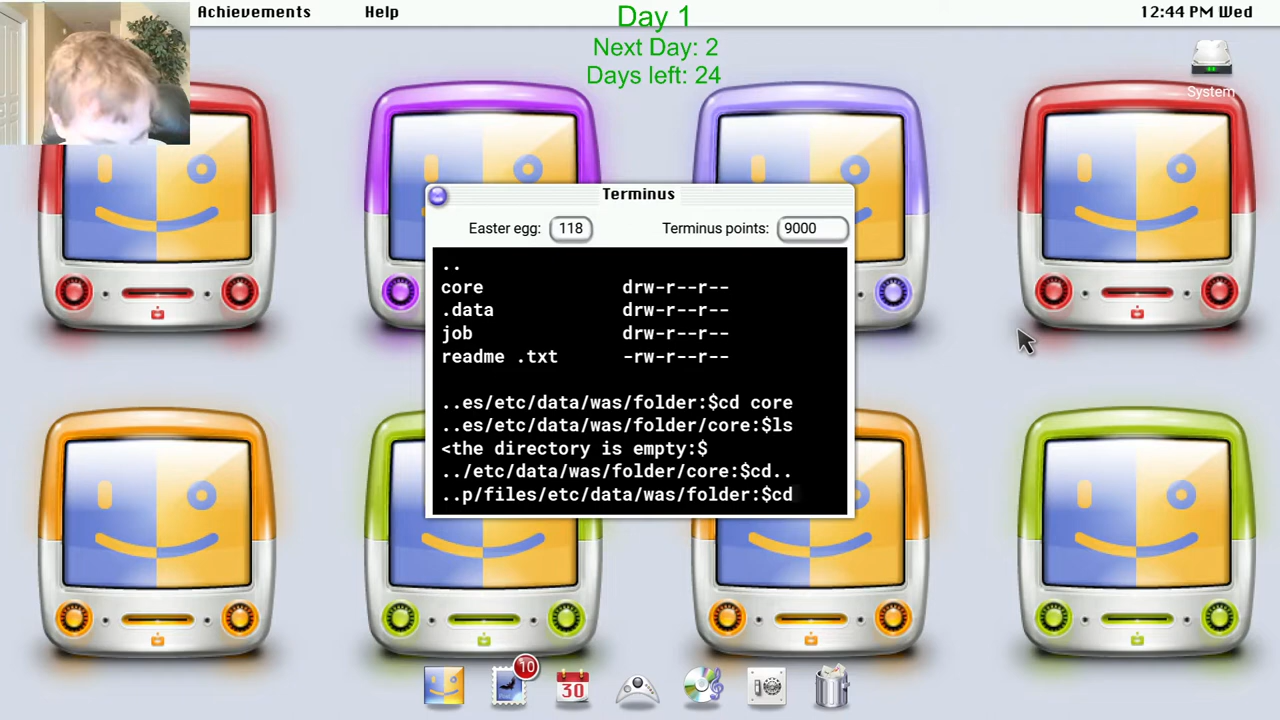 Achievements
Help
Day 1
12:44 PM Wed
Next Day: 2
Days left: 24
System
Terminus
Easter egg: 118
Terminus points: 9000
..
core drw-r--r--
.data drw-r--r--
job drw-r--r--
readme .txt -rw-r--r--
..es/etc/data/was/folder:$cd core
..es/etc/data/was/folder/core:$ls
<the directory is empty:$
../etc/data/was/folder/core:$cd..
..p/files/etc/data/was/folder:$cd
10
30